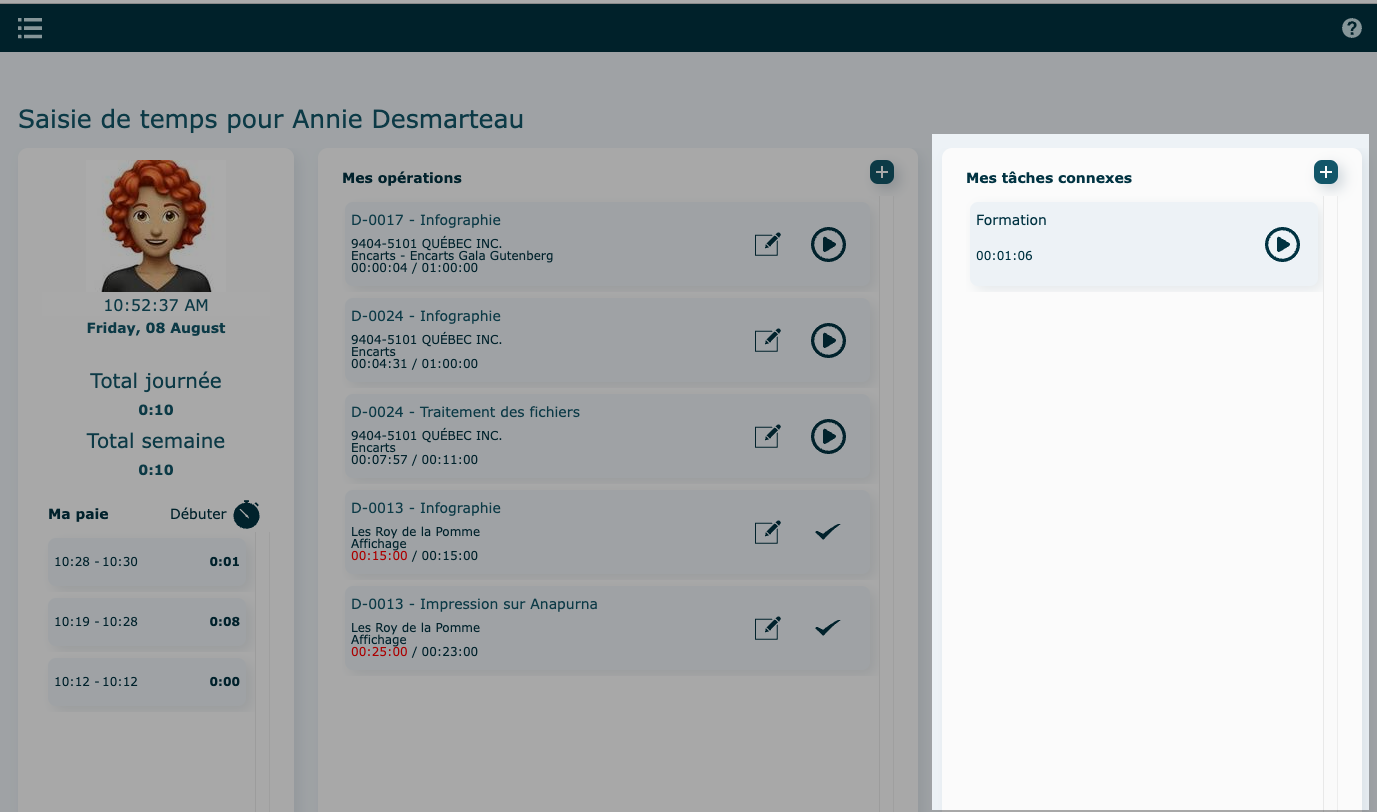 Saisie de temps pour Annie Desmarteau
10:52:37 AM
Friday, 08 August
Total journée
0:10
Total semaine
0:10
Ma paie Débuter
10:28 - 10:30 0:01
10:19 - 10:28 0:08
10:12 - 10:12 0:00
Mes opérations
D-0017 - Infographie
9404-5101 QUÉBEC INC.
Encarts - Encarts Gala Gutenberg
00:00:04 / 01:00:00
D-0024 - Infographie
9404-5101 QUÉBEC INC.
Encarts
00:04:31 / 01:00:00
D-0024 - Traitement des fichiers
9404-5101 QUÉBEC INC.
Encarts
00:07:57 / 00:11:00
D-0013 - Infographie
Les Roy de la Pomme
Affichage
00:15:00 / 00:15:00
D-0013 - Impression sur Anapurna
Les Roy de la Pomme
Affichage
00:25:00 / 00:23:00
Mes tâches connexes
Formation
00:01:06